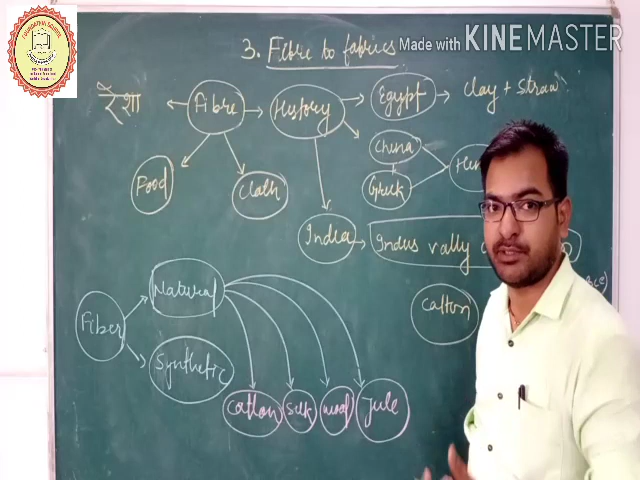 3. Fibre to fabrics
Made with KINEMASTER
रेशा
Fibre
History
Egypt
clay + straw
China
Greek
Food
Cloth
India
Indus vally
Natural
Fiber
Synthetic
Cotton
Cotton
Silk
wool
Jute